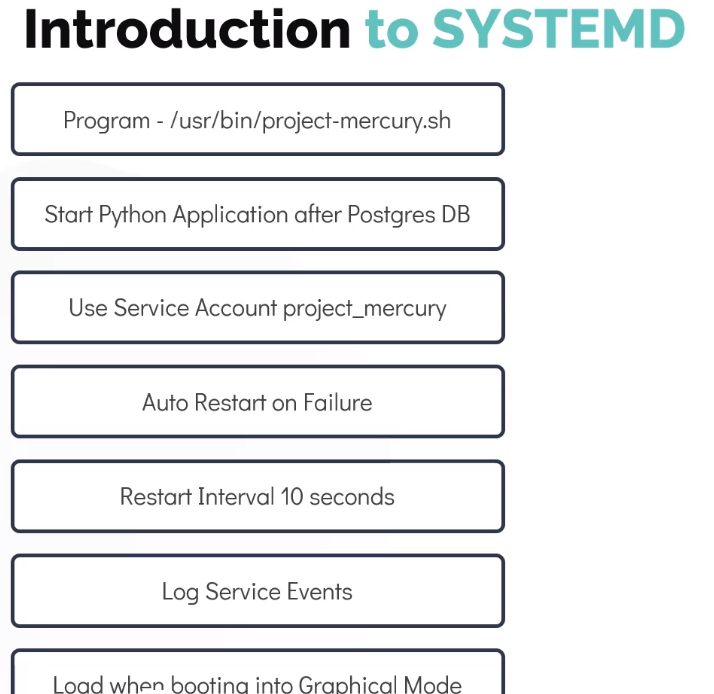 Introduction to SYSTEMD
Program - /usr/bin/project-mercury.sh
Start Python Application after Postgres DB
Use Service Account project_mercury
Auto Restart on Failure
Restart Interval 10 seconds
Log Service Events
Load when booting into Graphical Mode